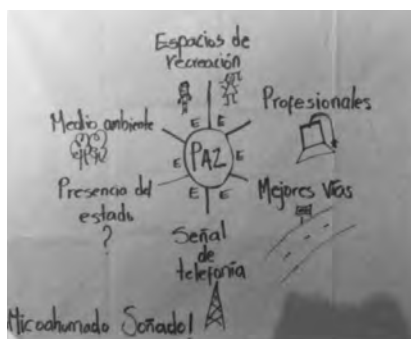 Espacios de
recreación
Medio ambiente
Profesionales
E E
E PAZ E
E E
Presencia del
estado
?
Mejores Vías
Señal
de
telefonía
Micoahumado Soñado!